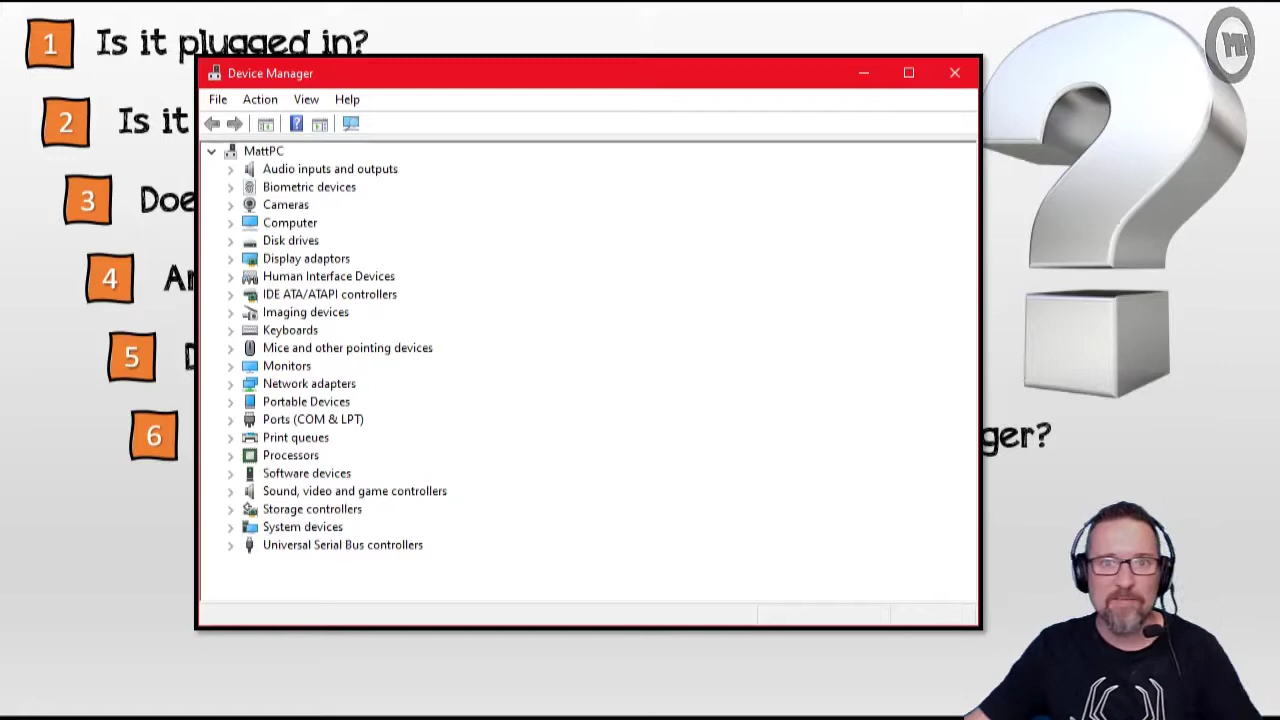 1 Is it plugged in?
MH
Device Manager
File Action View Help
2 Is it
MattPC
Audio inputs and outputs
Biometric devices
3
Cameras
Computer
Disk drives
Display adaptors
4
Human Interface Devices
IDE ATA/ATAPI controllers
Imaging devices
Keyboards
5
Mice and other pointing devices
Monitors
Network adapters
Portable Devices
Ports (COM & LPT)
6 ger?
Print queues
Processors
Software devices
Sound, video and game controllers
Storage controllers
System devices
Universal Serial Bus controllers